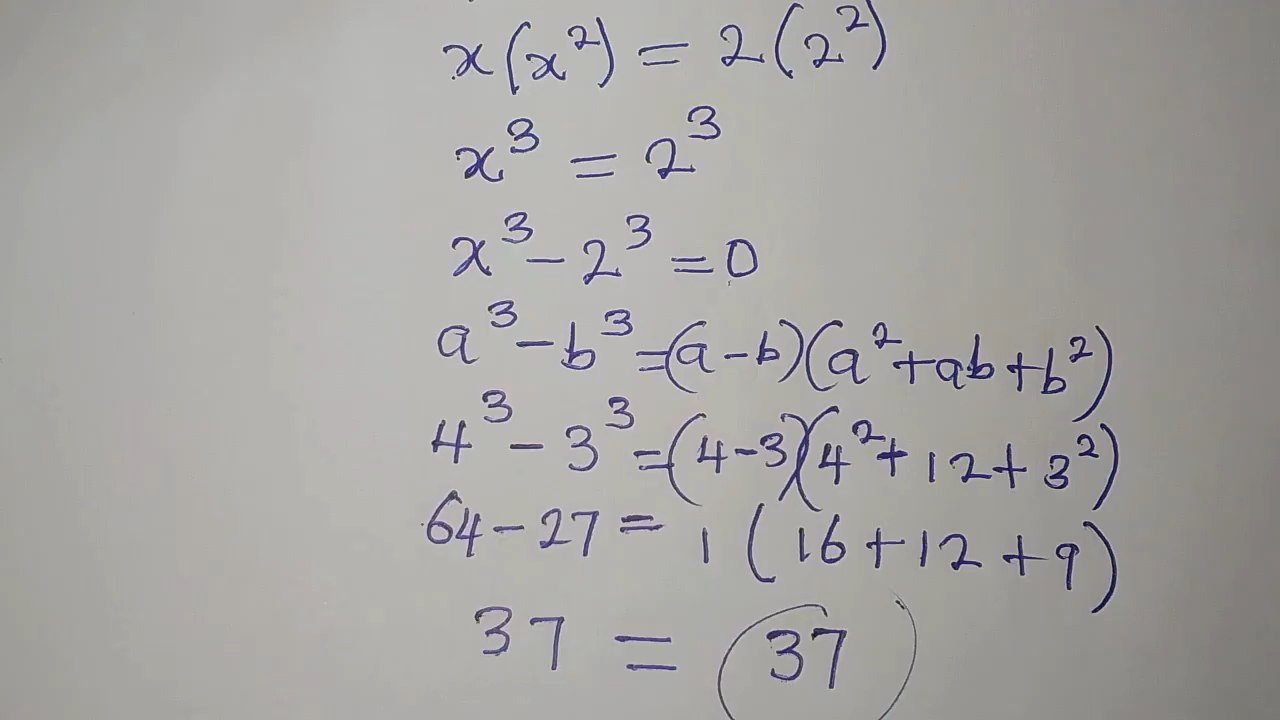 x(x²) = 2(2²)
x³ = 2³
x³ - 2³ = 0
a³ - b³ = (a - b)(a² + ab + b²)
4³ - 3³ = (4 - 3)(4² + 12 + 3²)
64 - 27 = 1 (16 + 12 + 9)
37 = 37